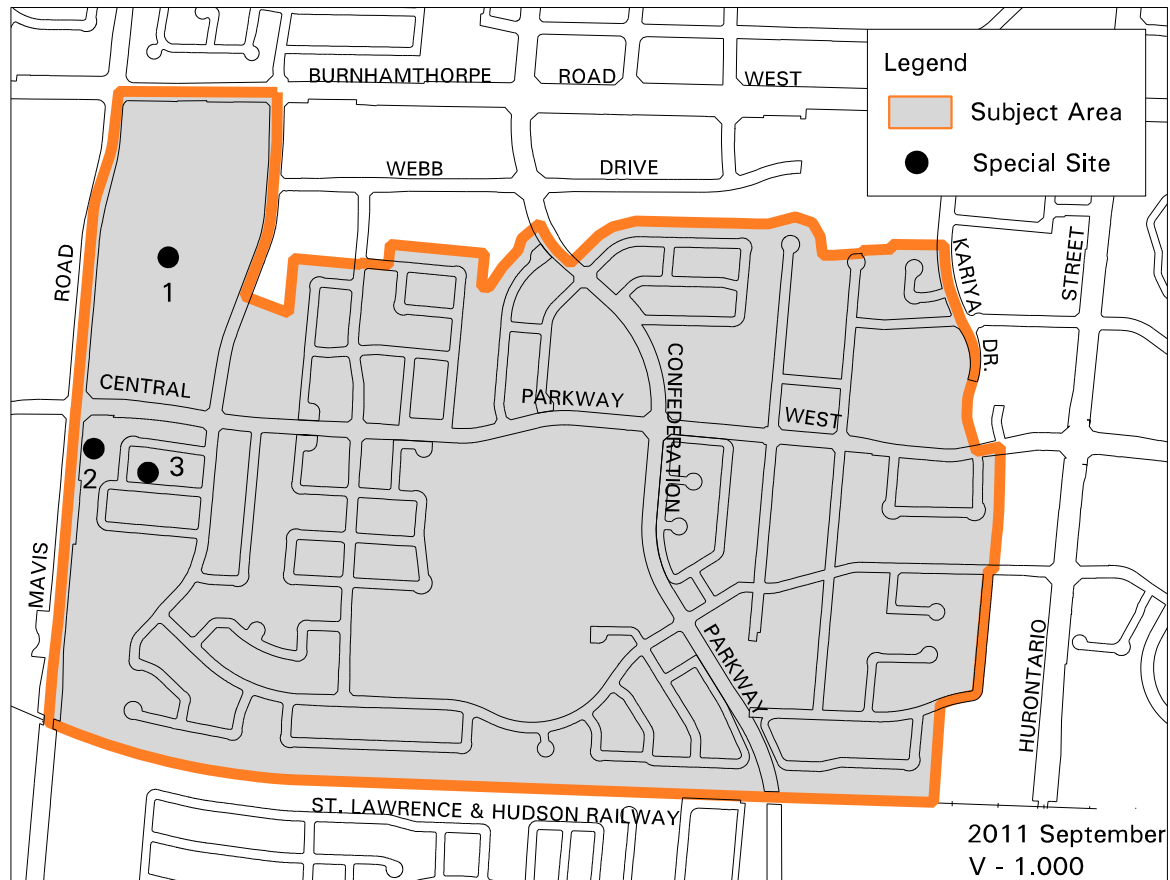 BURNHAMTHORPE ROAD WEST
Legend
Subject Area
Special Site
WEBB DRIVE
ROAD
1
KARIYA
DR.
STREET
CENTRAL
PARKWAY
WEST
CONFEDERATION
2
3
MAVIS
PARKWAY
HURONTARIO
ST. LAWRENCE & HUDSON RAILWAY
2011 September
V - 1.000